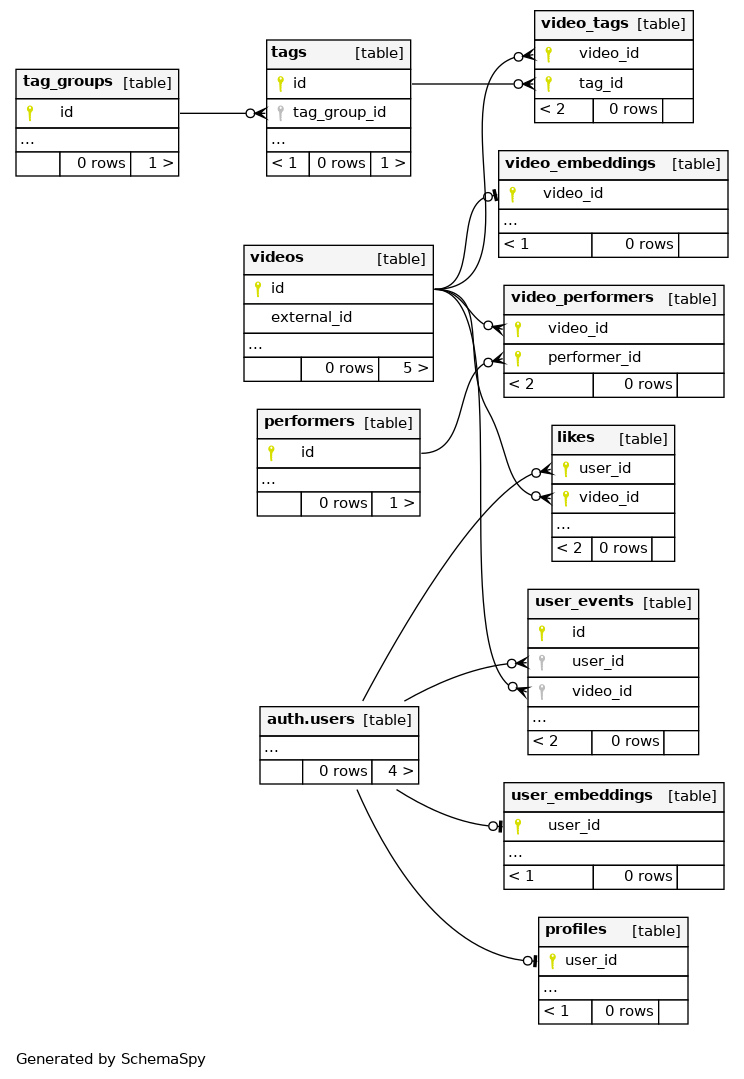 tag_groups [table]
id
...
0 rows 1 >
tags [table]
id
tag_group_id
...
< 1 0 rows 1 >
video_tags [table]
video_id
tag_id
< 2 0 rows
video_embeddings [table]
video_id
...
< 1 0 rows
videos [table]
id
external_id
...
0 rows 5 >
video_performers [table]
video_id
performer_id
< 2 0 rows
performers [table]
id
...
0 rows 1 >
likes [table]
user_id
video_id
...
< 2 0 rows
user_events [table]
id
user_id
video_id
...
< 2 0 rows
auth.users [table]
...
0 rows 4 >
user_embeddings [table]
user_id
...
< 1 0 rows
profiles [table]
user_id
...
< 1 0 rows
Generated by SchemaSpy